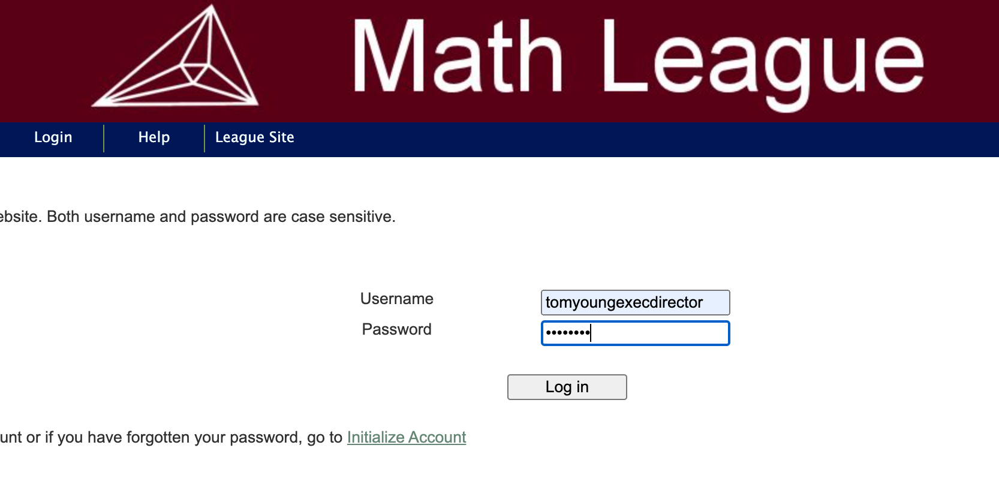 Math League
Login Help League Site
ebsite. Both username and password are case sensitive.
Username tomyoungexecdirector
Password ••••••••
Log in
unt or if you have forgotten your password, go to Initialize Account